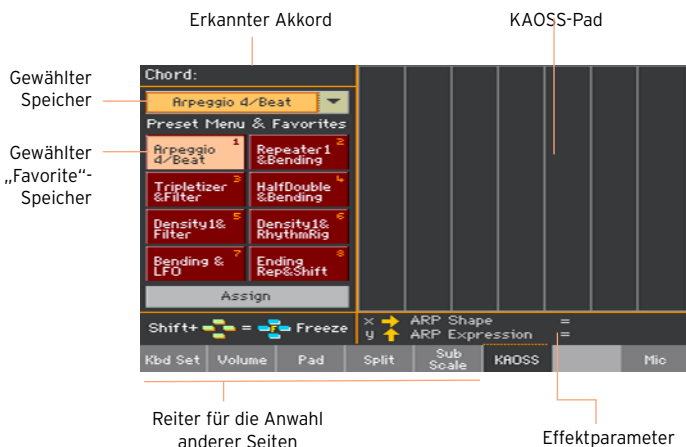 Erkannter Akkord
KAOSS-Pad
Gewählter
Speicher
Gewählter
„Favorite“-
Speicher
Chord:
Arpeggio 4/Beat
Preset Menu & Favorites
Arpeggio 1
4/Beat
Repeater1 2
&Bending
Tripletizer 3
&Filter
HalfDouble 4
&Bending
Density1& 5
Filter
Density1& 6
RhythmRig
Bending & 7
LFO
Ending 8
Rep&Shift
Assign
Shift+ = F Freeze
x ARP Shape =
y ARP Expression =
Kbd Set
Volume
Pad
Split
Sub
Scale
KAOSS
Mic
Reiter für die Anwahl
anderer Seiten
Effektparameter